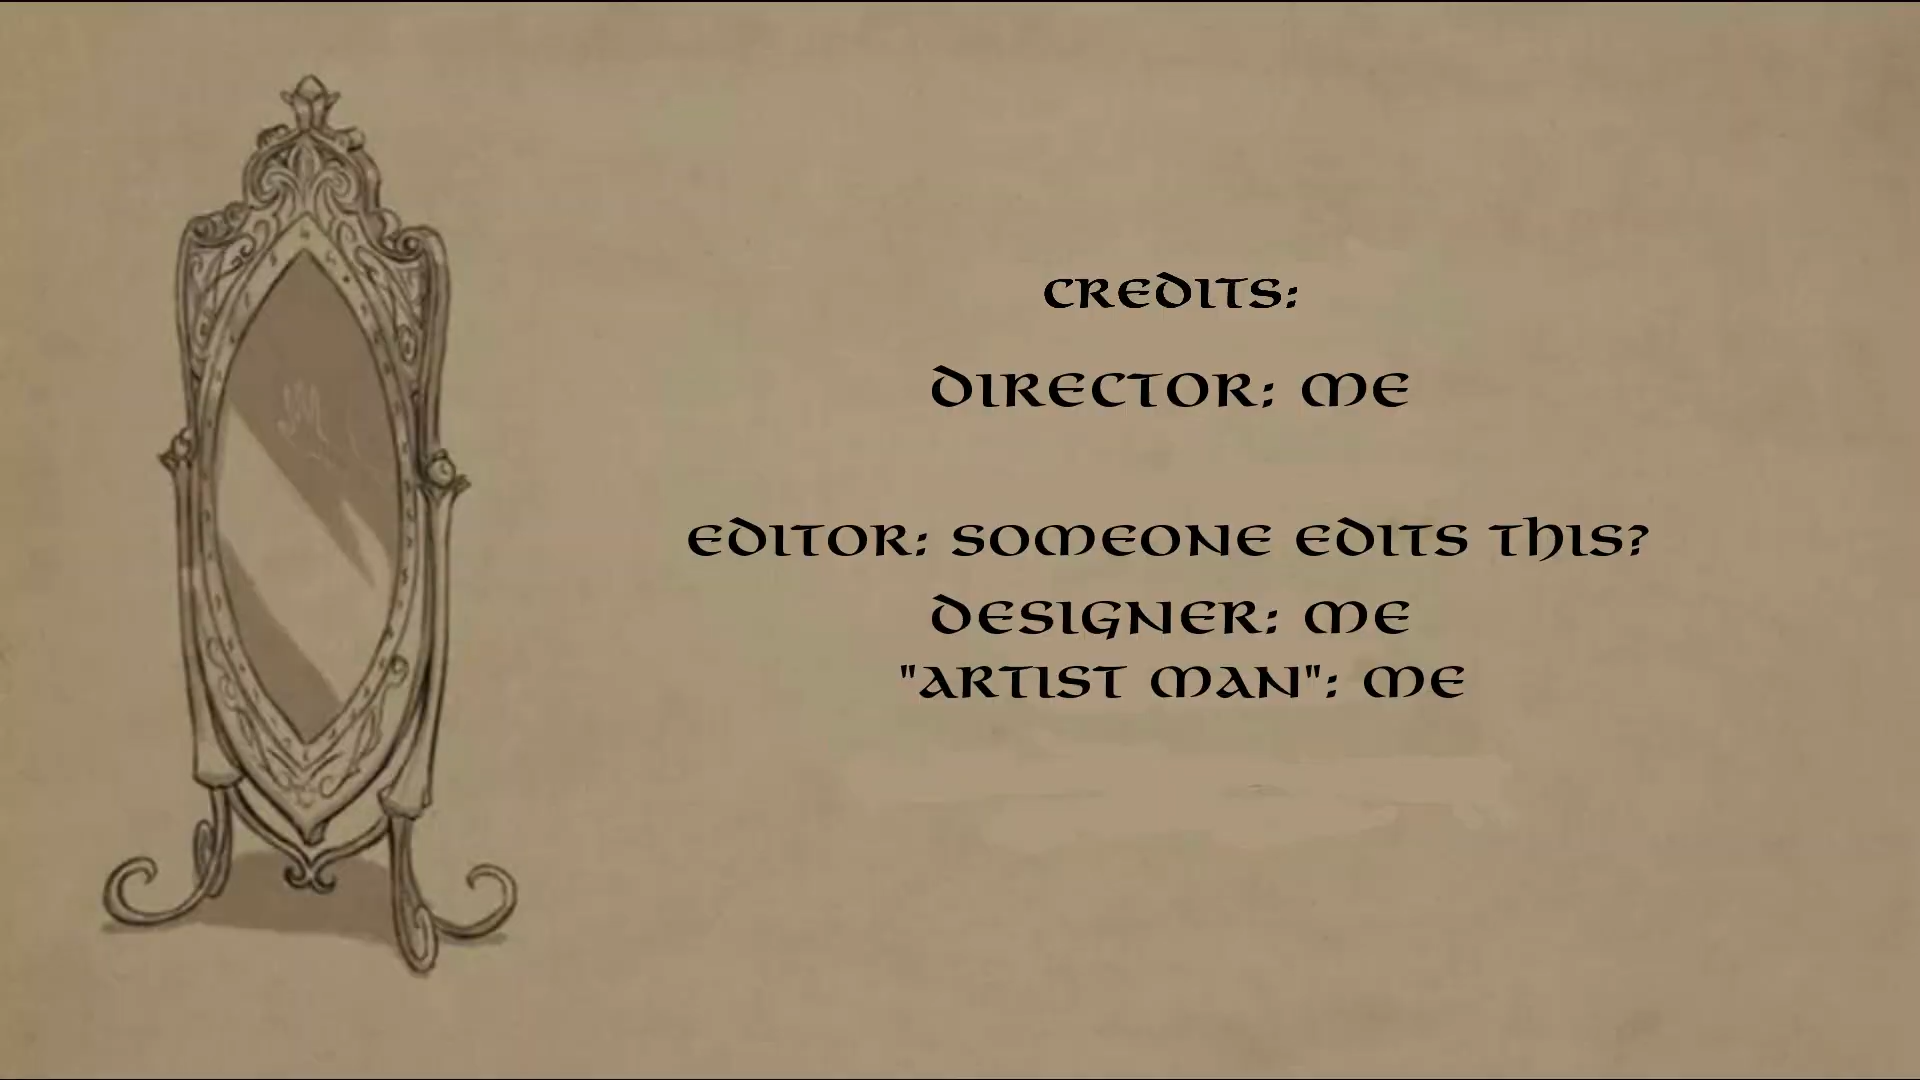 CREDITS:
DIRECTOR: ME
EDITOR: SOMEONE EDITS THIS?
DESIGNER: ME
"ARTIST MAN": ME